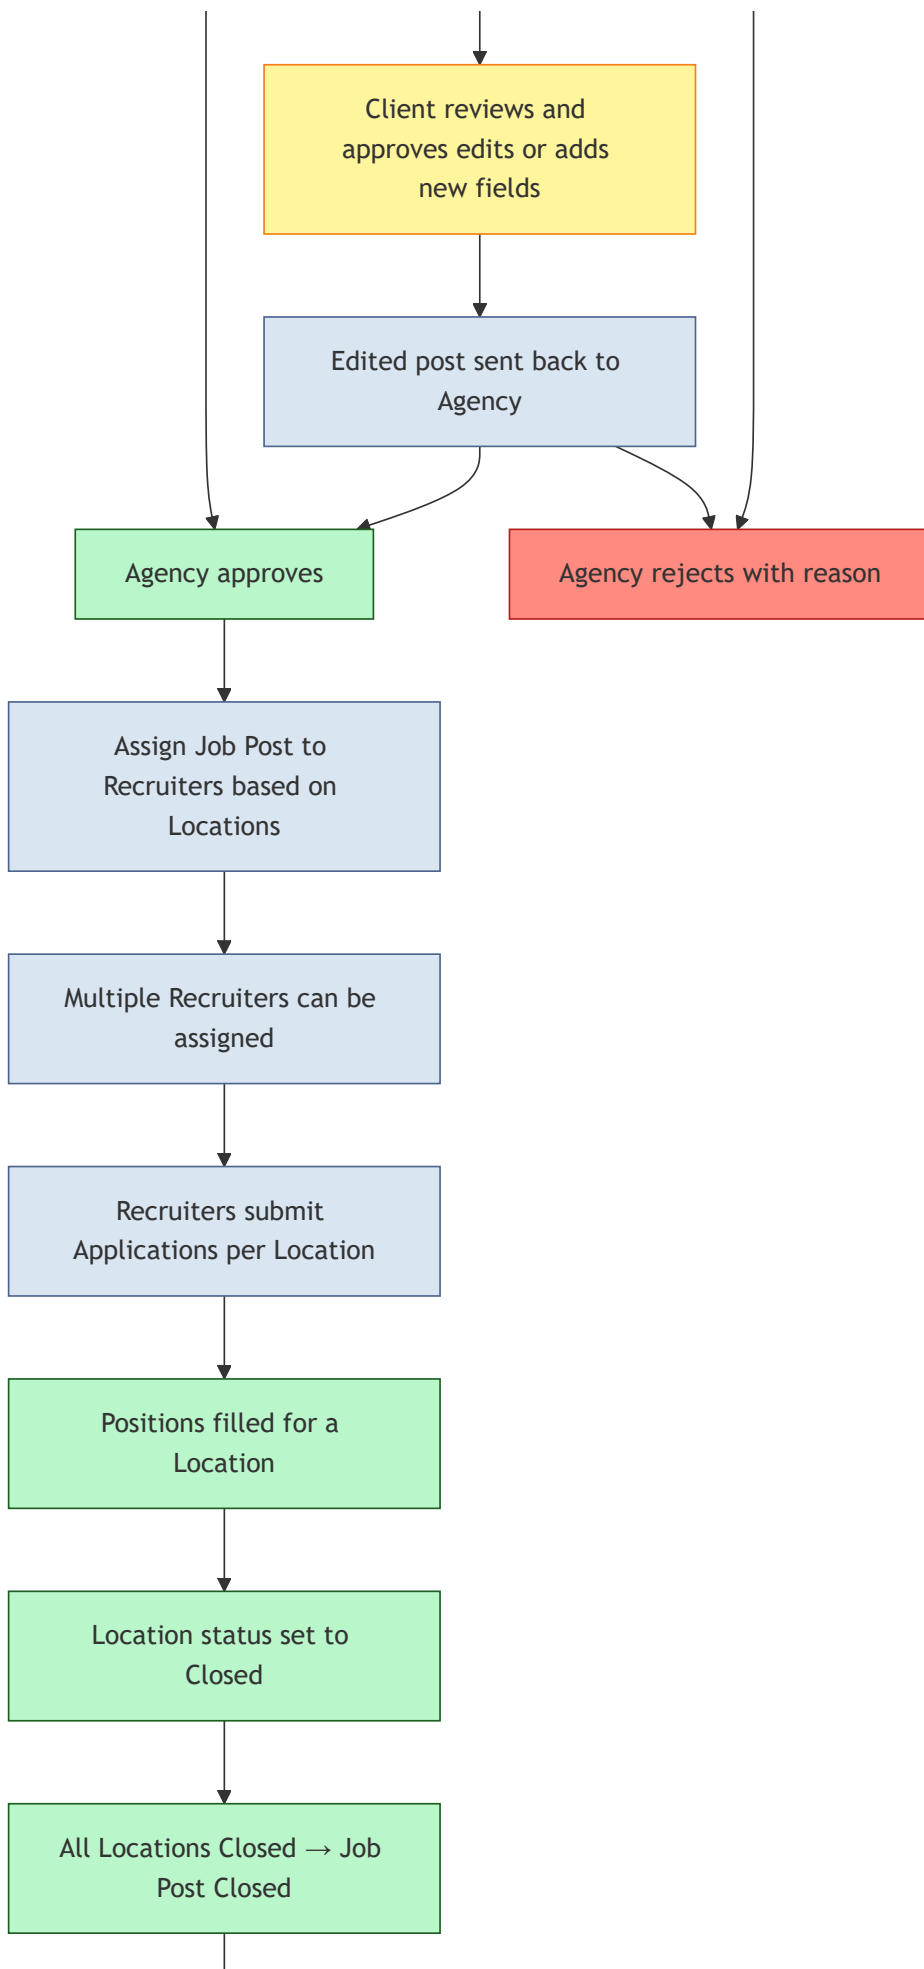 Client reviews and
approves edits or adds
new fields
Edited post sent back to
Agency
Agency approves
Agency rejects with reason
Assign Job Post to
Recruiters based on
Locations
Multiple Recruiters can be
assigned
Recruiters submit
Applications per Location
Positions filled for a
Location
Location status set to
Closed
All Locations Closed → Job
Post Closed